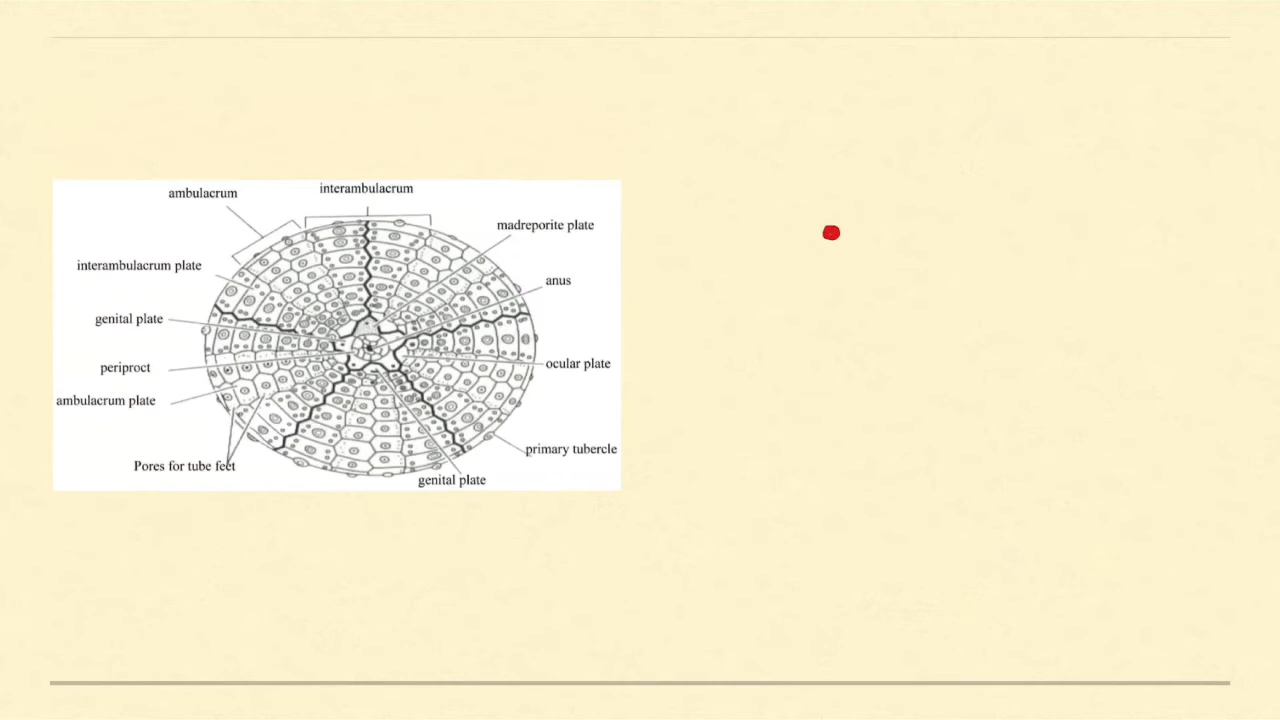 ambulacrum
interambulacrum
madreporite plate
interambulacrum plate
anus
genital plate
periproct
ocular plate
ambulacrum plate
primary tubercle
Pores for tube feet
genital plate